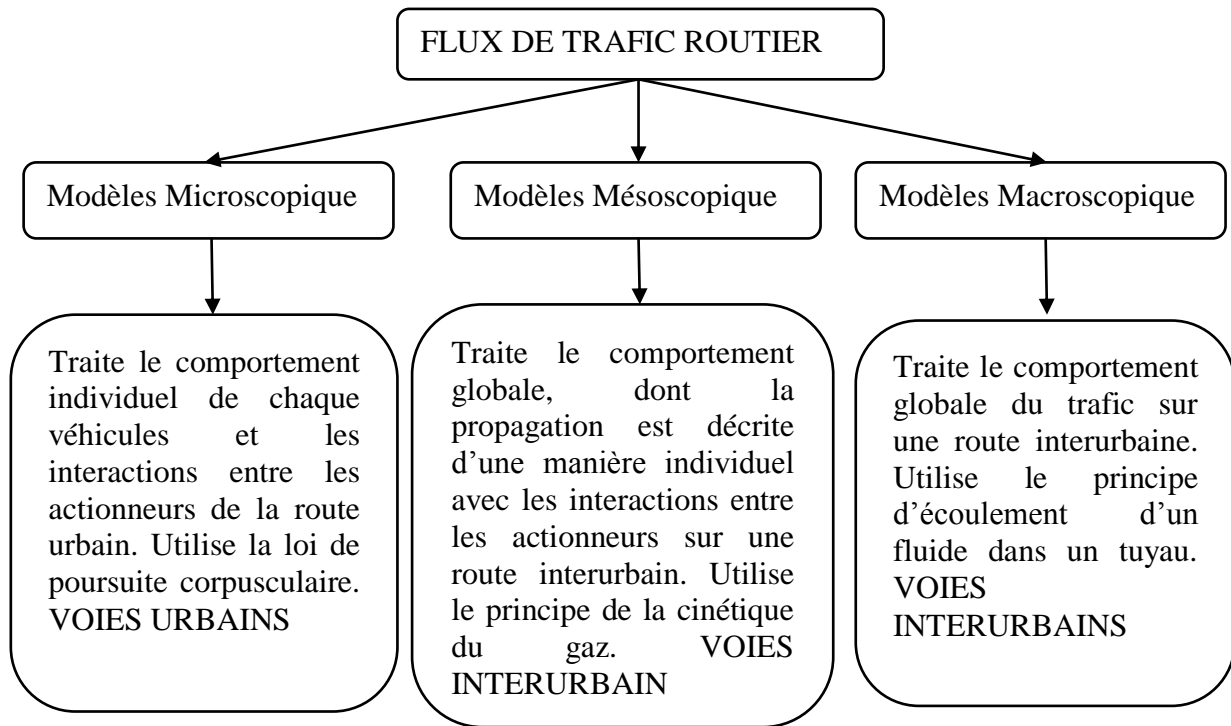 FLUX DE TRAFIC ROUTIER
Modèles Microscopique
Modèles Mésoscopique
Modèles Macroscopique
Traite le comportement
individuel de chaque
véhicules et les
interactions entre les
actionneurs de la route
urbain. Utilise la loi de
poursuite corpusculaire.
VOIES URBAINS
Traite le comportement
globale, dont la
propagation est décrite
d’une manière individuel
avec les interactions entre
les actionneurs sur une
route interurbain. Utilise
le principe de la cinétique
du gaz. VOIES
INTERURBAIN
Traite le comportement
globale du trafic sur
une route interurbaine.
Utilise le principe
d’écoulement d’un
fluide dans un tuyau.
VOIES
INTERURBAINS